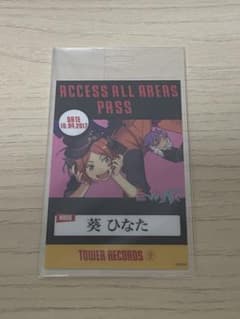 ACCESS ALL AREAS
PASS
DATE
10.04.2017
NAME
葵 ひなた
TOWER RECORDS